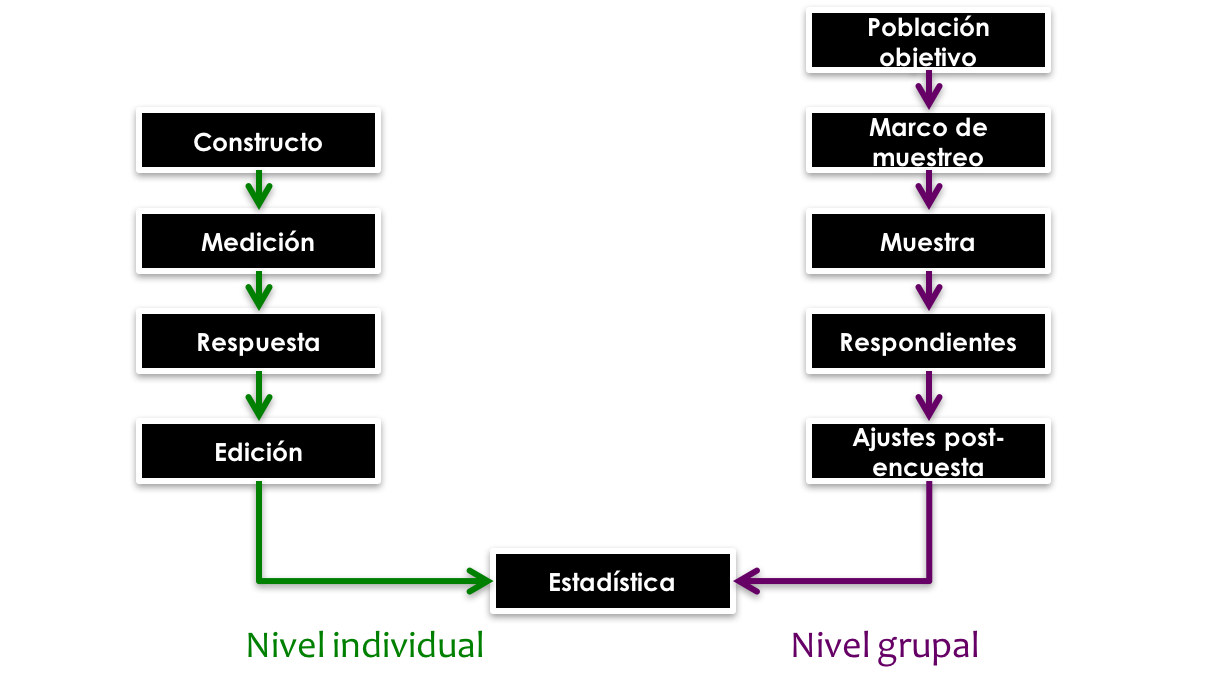 Población
objetivo
Constructo
Marco de
muestreo
Medición
Muestra
Respuesta
Respondientes
Edición
Ajustes post-
encuesta
Estadística
Nivel individual
Nivel grupal